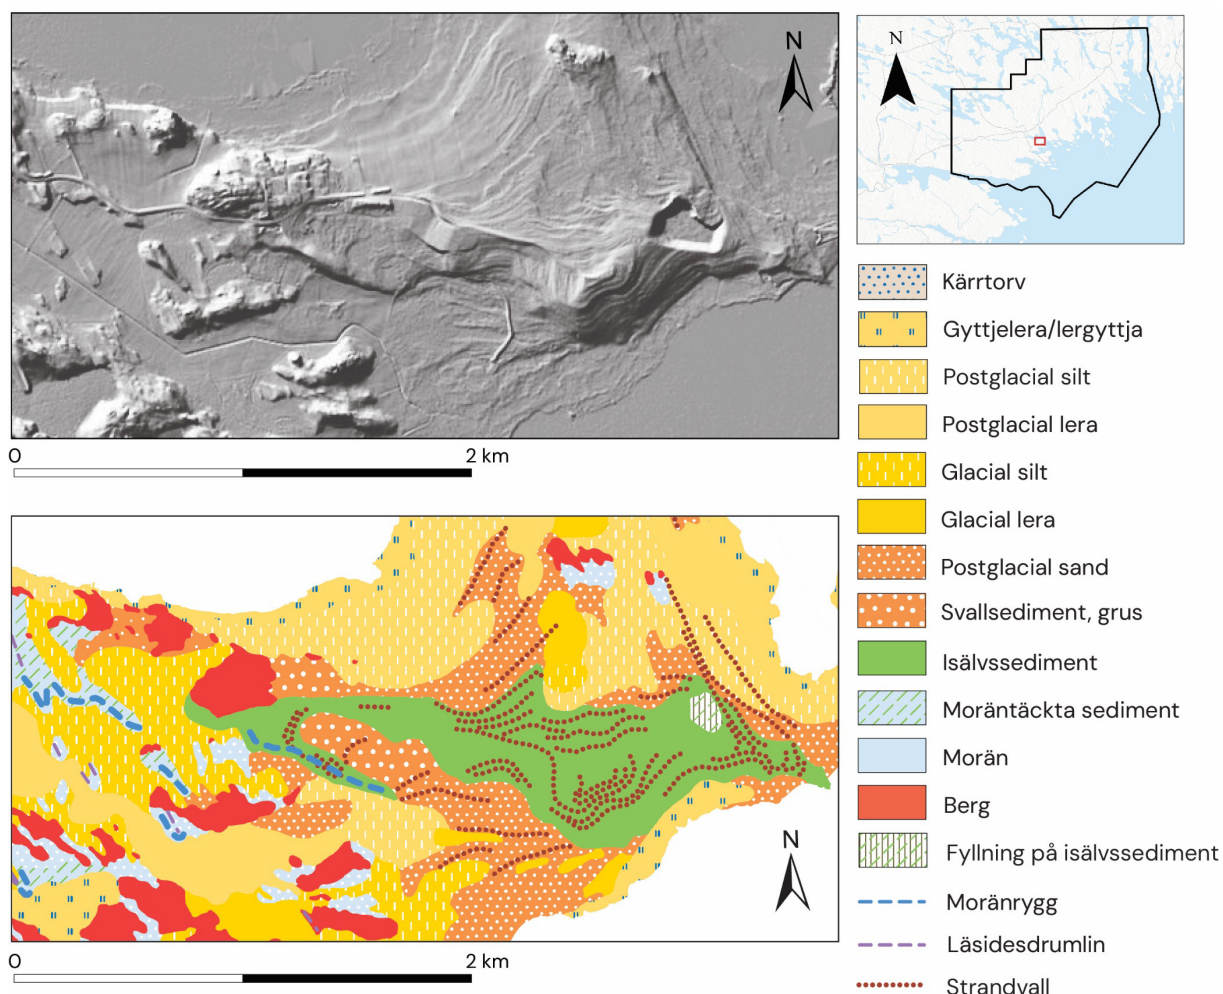 N
N
0
2 km
Kärrtorv
Gyttjelera/lergyttja
Postglacial silt
Postglacial lera
Glacial silt
Glacial lera
Postglacial sand
Svallsediment, grus
Isälvssediment
Moräntäckta sediment
Morän
Berg
Fyllning på isälvssediment
Moränrygg
Läsidesdrumlin
Strandvall
N
0
2 km